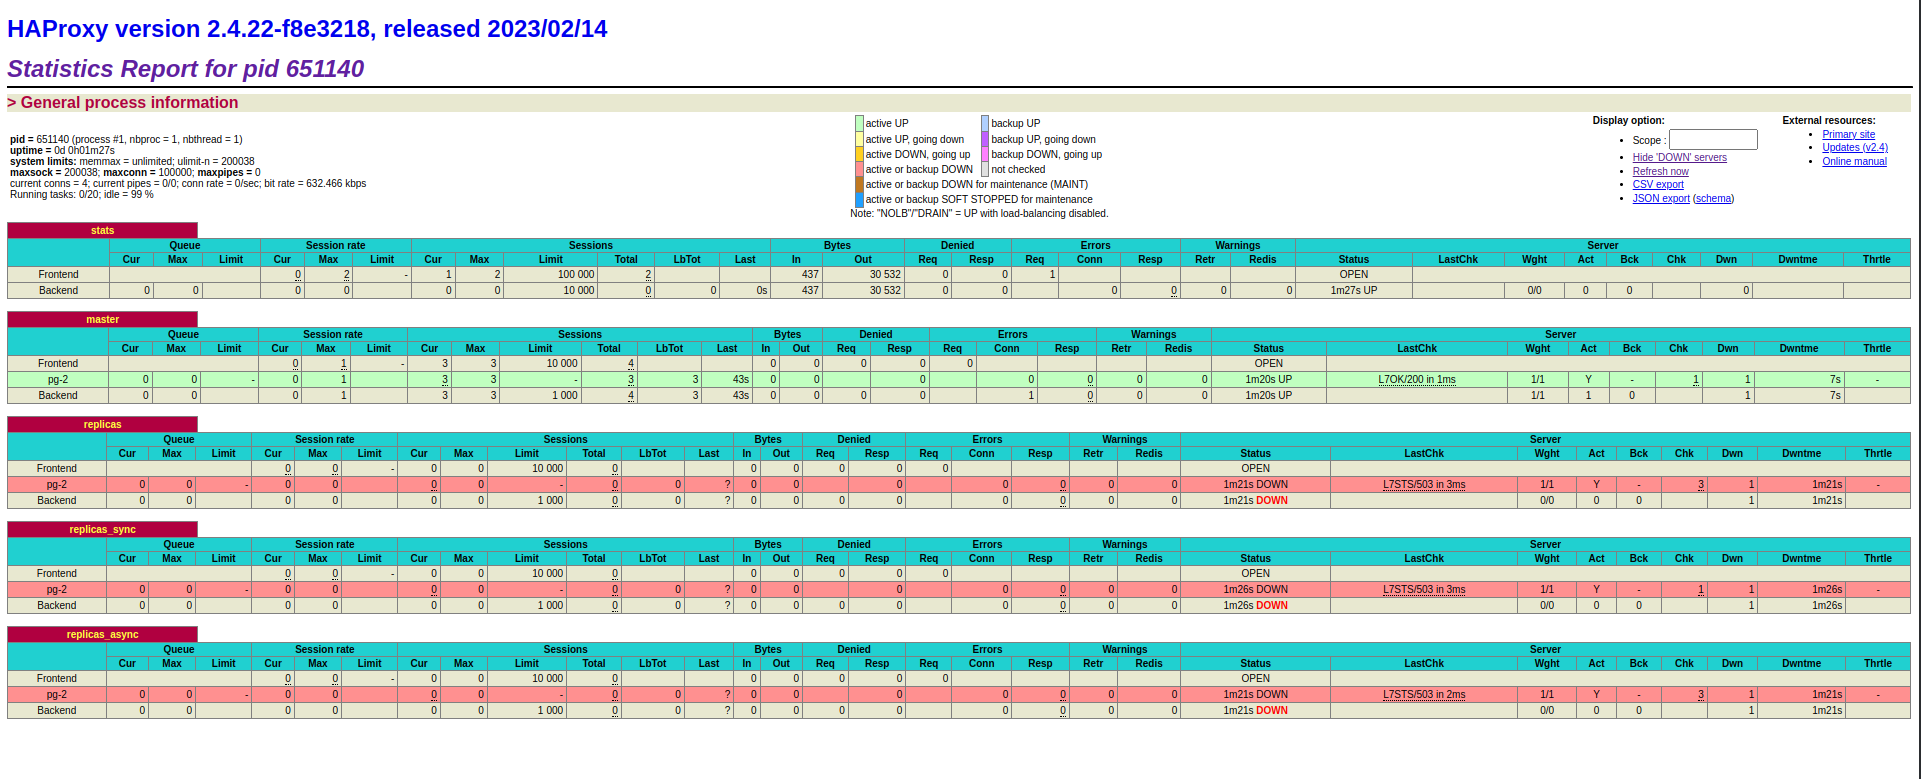 HAProxy version 2.4.22-f8e3218, released 2023/02/14
Statistics Report for pid 651140
> General process information
pid = 651140 (process #1, nbproc = 1, nbthread = 1)
uptime = 0d 0h01m27s
system limits: memmax = unlimited; ulimit-n = 200038
maxsock = 200038; maxconn = 100000; maxpipes = 0
current conns = 4; current pipes = 0/0; conn rate = 0/sec; bit rate = 632.466 kbps
Running tasks: 0/20; idle = 99 %
active UP backup UP
active UP, going down backup UP, going down
active DOWN, going up backup DOWN, going up
active or backup DOWN not checked
active or backup DOWN for maintenance (MAINT)
active or backup SOFT STOPPED for maintenance
Note: "NOLB"/"DRAIN" = UP with load-balancing disabled.
Display option:
Scope :
Hide 'DOWN' servers
Refresh now
CSV export
JSON export (schema)
External resources:
Primary site
Updates (v2.4)
Online manual
stats
Queue Session rate Sessions Bytes Denied Errors Warnings Server
Cur Max Limit Cur Max Limit Cur Max Limit Total LbTot Last In Out Req Resp Req Conn Resp Retr Redis Status LastChk Wght Act Bck Chk Dwn Dwntme Thrtle
Frontend 0 2 - 1 2 100 000 2 437 30 532 0 0 1 OPEN
Backend 0 0 0 0 0 0 10 000 0 0 0s 437 30 532 0 0 0 0 0 0 1m27s UP 0/0 0 0 0
master
Queue Session rate Sessions Bytes Denied Errors Warnings Server
Cur Max Limit Cur Max Limit Cur Max Limit Total LbTot Last In Out Req Resp Req Conn Resp Retr Redis Status LastChk Wght Act Bck Chk Dwn Dwntme Thrtle
Frontend 0 1 - 3 3 10 000 4 0 0 0 0 0 OPEN
pg-2 0 0 - 0 1 3 3 - 3 3 43s 0 0 0 0 0 0 0 1m20s UP L7OK/200 in 1ms 1/1 Y - 1 1 7s -
Backend 0 0 0 1 3 3 1 000 4 3 43s 0 0 0 0 1 0 0 0 1m20s UP 1/1 1 0 1 7s
replicas
Queue Session rate Sessions Bytes Denied Errors Warnings Server
Cur Max Limit Cur Max Limit Cur Max Limit Total LbTot Last In Out Req Resp Req Conn Resp Retr Redis Status LastChk Wght Act Bck Chk Dwn Dwntme Thrtle
Frontend 0 0 - 0 0 10 000 0 0 0 0 0 0 OPEN
pg-2 0 0 - 0 0 0 0 - 0 0 ? 0 0 0 0 0 0 0 1m21s DOWN L7STS/503 in 3ms 1/1 Y - 3 1 1m21s -
Backend 0 0 0 0 0 0 1 000 0 0 ? 0 0 0 0 0 0 0 0 1m21s DOWN 0/0 0 0 1 1m21s
replicas_sync
Queue Session rate Sessions Bytes Denied Errors Warnings Server
Cur Max Limit Cur Max Limit Cur Max Limit Total LbTot Last In Out Req Resp Req Conn Resp Retr Redis Status LastChk Wght Act Bck Chk Dwn Dwntme Thrtle
Frontend 0 0 - 0 0 10 000 0 0 0 0 0 0 OPEN
pg-2 0 0 - 0 0 0 0 - 0 0 ? 0 0 0 0 0 0 0 1m26s DOWN L7STS/503 in 3ms 1/1 Y - 1 1 1m26s -
Backend 0 0 0 0 0 0 1 000 0 0 ? 0 0 0 0 0 0 0 0 1m26s DOWN 0/0 0 0 1 1m26s
replicas_async
Queue Session rate Sessions Bytes Denied Errors Warnings Server
Cur Max Limit Cur Max Limit Cur Max Limit Total LbTot Last In Out Req Resp Req Conn Resp Retr Redis Status LastChk Wght Act Bck Chk Dwn Dwntme Thrtle
Frontend 0 0 - 0 0 10 000 0 0 0 0 0 0 OPEN
pg-2 0 0 - 0 0 0 0 - 0 0 ? 0 0 0 0 0 0 0 1m21s DOWN L7STS/503 in 2ms 1/1 Y - 3 1 1m21s -
Backend 0 0 0 0 0 0 1 000 0 0 ? 0 0 0 0 0 0 0 0 1m21s DOWN 0/0 0 0 1 1m21s